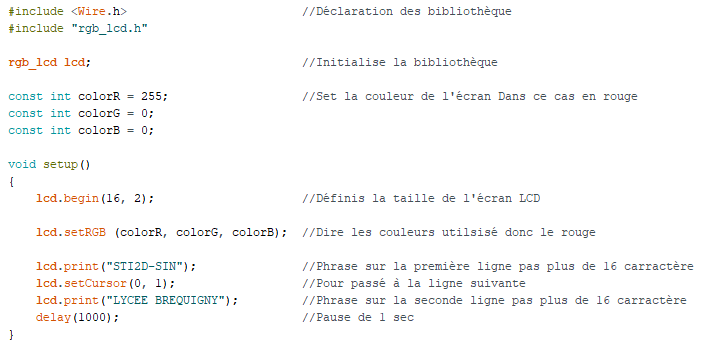 #include <Wire.h> //Déclaration des bibliothèque
#include "rgb_lcd.h"
rgb_lcd lcd; //Initialise la bibliothèque
const int colorR = 255; //Set la couleur de l'écran Dans ce cas en rouge
const int colorG = 0;
const int colorB = 0;
void setup()
{
lcd.begin(16, 2); //Définis la taille de l'écran LCD
lcd.setRGB (colorR, colorG, colorB); //Dire les couleurs utilsisé donc le rouge
lcd.print("STI2D-SIN"); //Phrase sur la première ligne pas plus de 16 carractère
lcd.setCursor(0, 1); //Pour passé à la ligne suivante
lcd.print("LYCEE BREQUIGNY"); //Phrase sur la seconde ligne pas plus de 16 carractère
delay(1000); //Pause de 1 sec
}